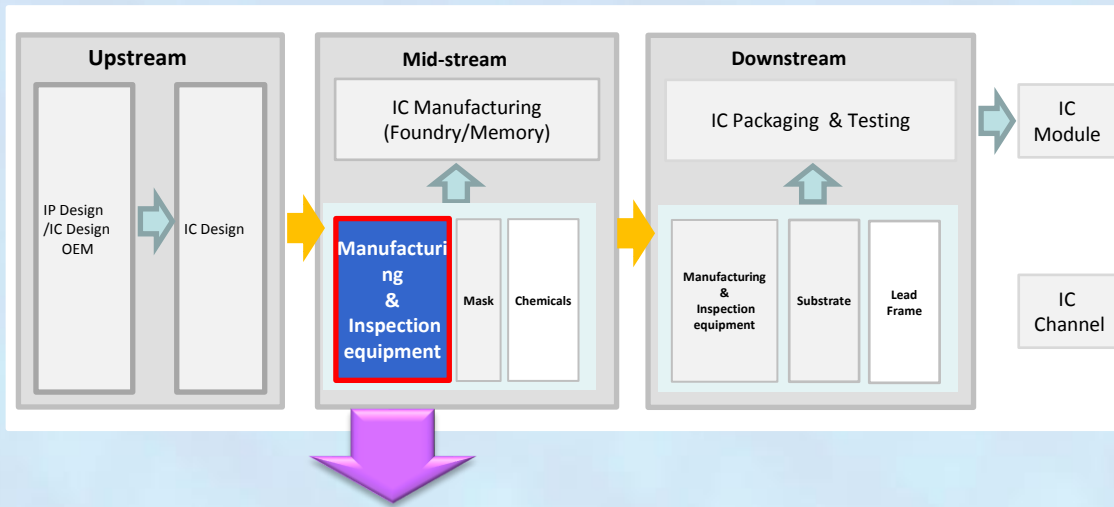 Upstream
IP Design
/IC Design
OEM
IC Design
Mid-stream
IC Manufacturing
(Foundry/Memory)
Manufacturi
ng
&
Inspection
equipment
Mask
Chemicals
Downstream
IC Packaging & Testing
Manufacturing
&
Inspection
equipment
Substrate
Lead
Frame
IC
Module
IC
Channel